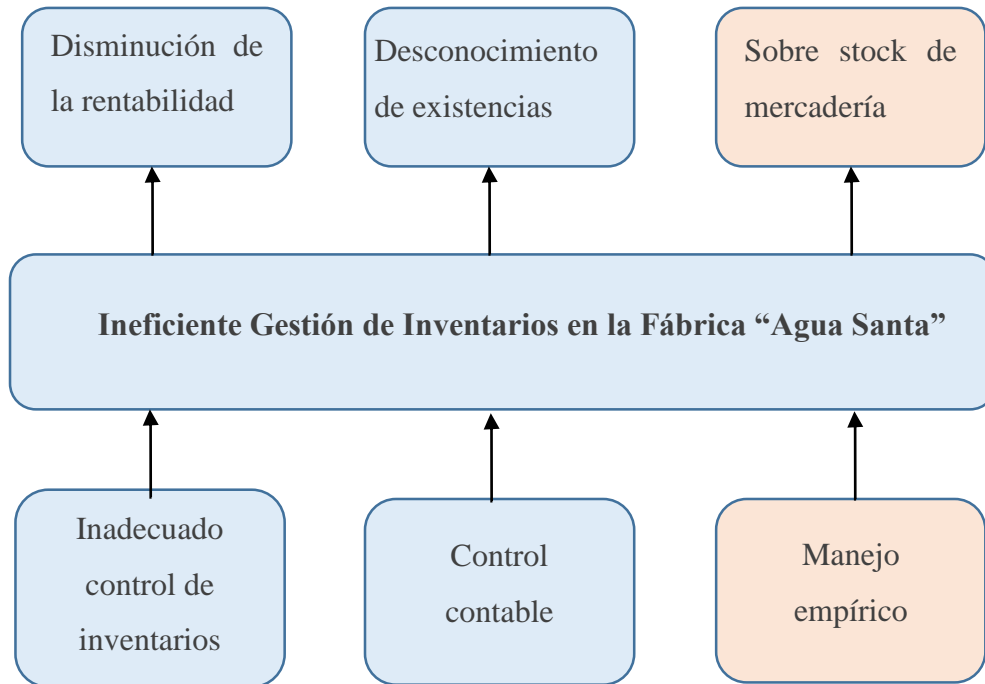 Disminución de
la rentabilidad
Desconocimiento
de existencias
Sobre stock de
mercadería
Ineficiente Gestión de Inventarios en la Fábrica “Agua Santa”
Inadecuado
control de
inventarios
Control
contable
Manejo
empírico